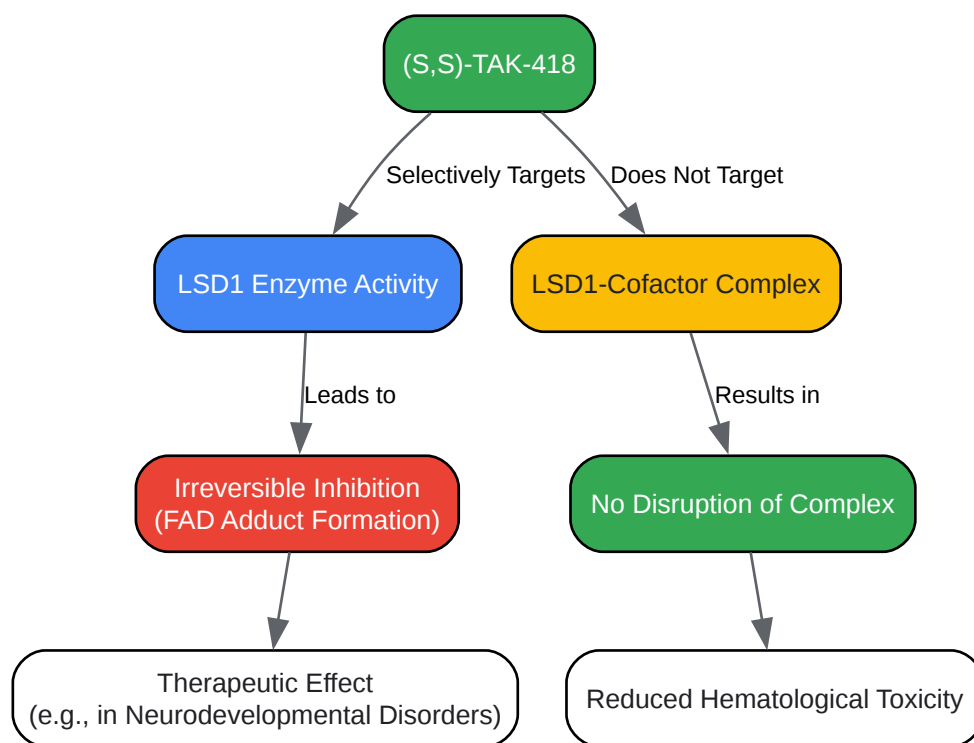 (S,S)-TAK-418
Selectively Targets
Does Not Target
LSD1 Enzyme Activity
LSD1-Cofactor Complex
Leads to
Results in
Irreversible Inhibition
(FAD Adduct Formation)
No Disruption of Complex
Therapeutic Effect
(e.g., in Neurodevelopmental Disorders)
Reduced Hematological Toxicity